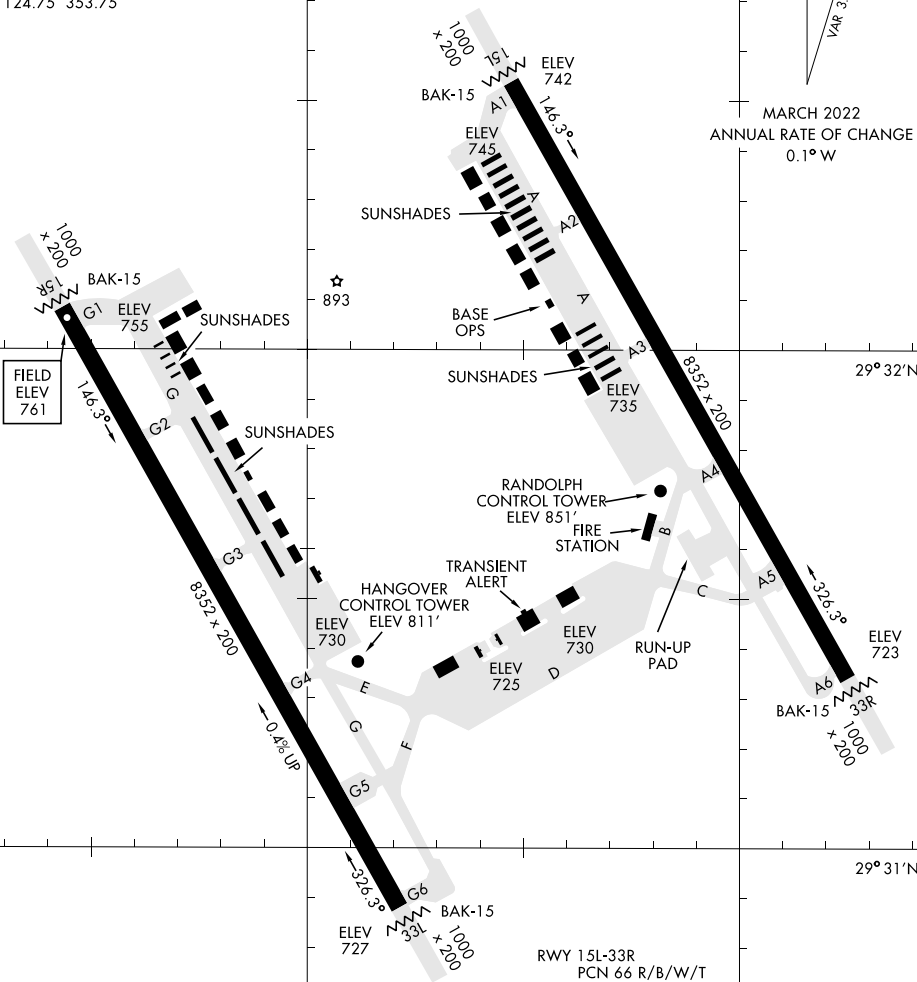 124.75 353.75
1000
x 200
15L
ELEV
742
VAR 3.
BAK-15
A1
146.3°
MARCH 2022
ANNUAL RATE OF CHANGE
0.1° W
ELEV
745
A
SUNSHADES
A2
1000
x 200
15R
BAK-15
G1
ELEV
755
SUNSHADES
893
A
BASE
OPS
A3
29° 32'N
FIELD
ELEV
761
146.3°
G
SUNSHADES
ELEV
735
8352 x 200
G2
SUNSHADES
A4
RANDOLPH
CONTROL TOWER
ELEV 851'
FIRE
STATION
B
G3
TRANSIENT
ALERT
A5
C
326.3°
8352 x 200
HANGOVER
CONTROL TOWER
ELEV 811'
ELEV
730
ELEV
730
RUN-UP
PAD
ELEV
723
ELEV
725
D
G4
E
A6
BAK-15
33R
1000
x 200
G
F
0.4% UP
G5
29° 31'N
326.3°
G6
BAK-15
ELEV
727
33L
1000
x 200
RWY 15L-33R
PCN 66 R/B/W/T